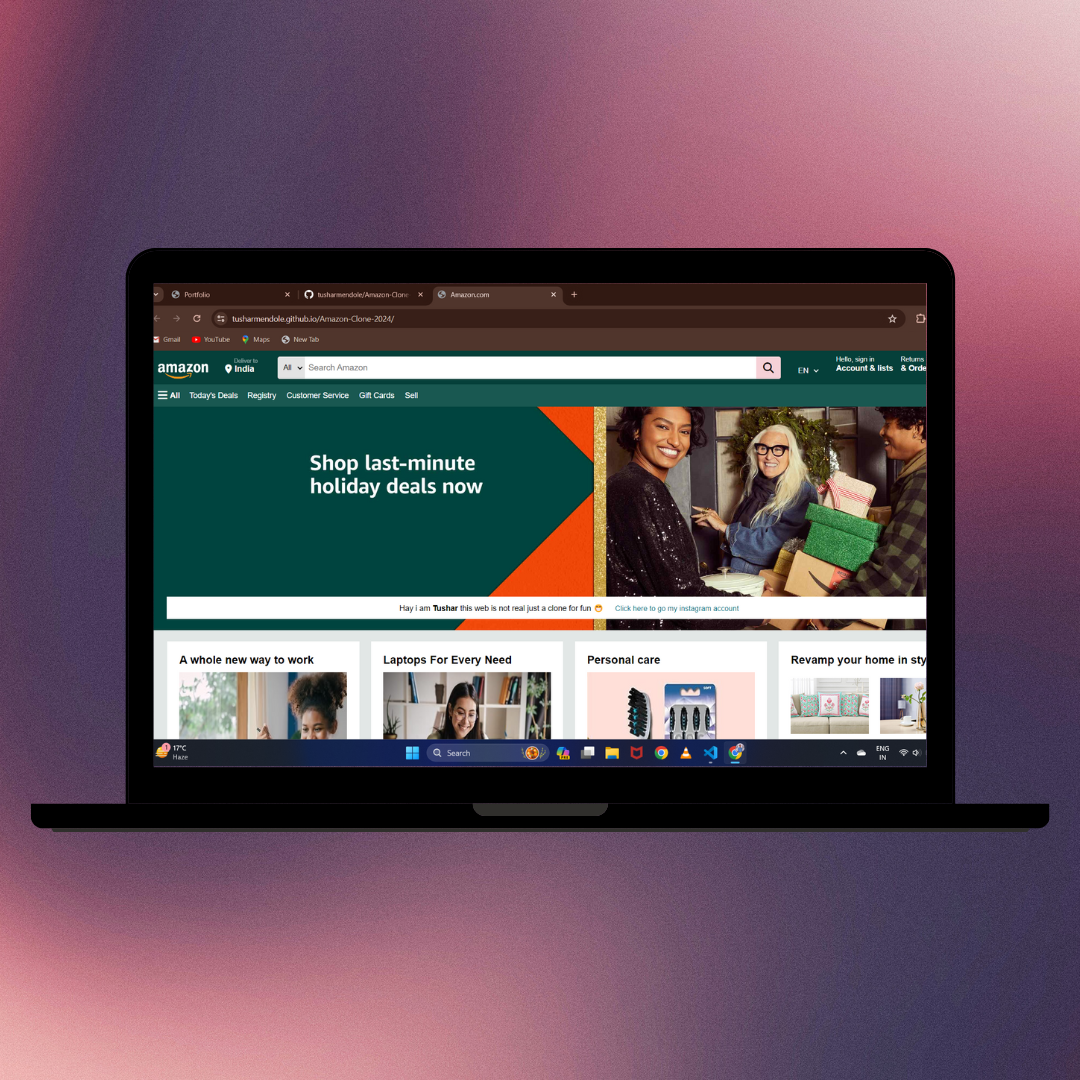 Portfolio
tusharmendole/Amazon-Clone
Amazon.com
tusharmendole.github.io/Amazon-Clone-2024/
Gmail
YouTube
Maps
New Tab
amazon
Deliver to
India
All
Search Amazon
EN
Hello, sign in
Account & lists
Returns
& Orde
All
Today's Deals
Registry
Customer Service
Gift Cards
Sell
Shop last-minute
holiday deals now
Hay i am Tushar this web is not real just a clone for fun
Click here to go my instagram account
A whole new way to work
Laptops For Every Need
Personal care
Revamp your home in sty
SOFT
1
17°C
Haze
Search
ENG
IN